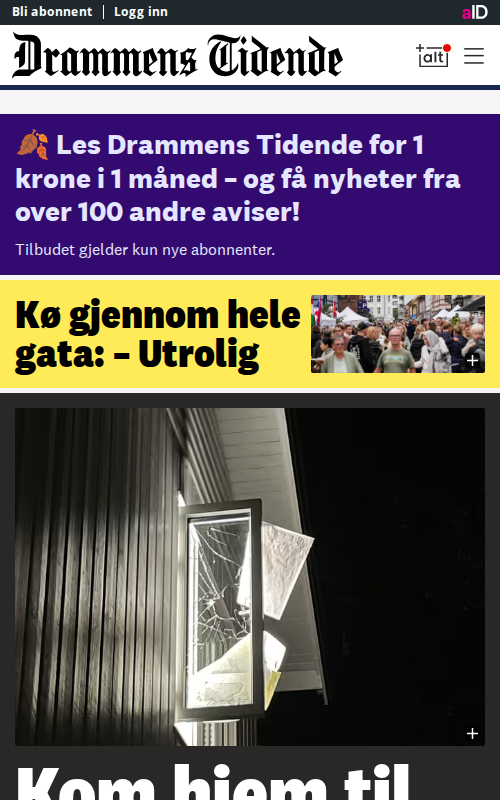 Bli abonnent | Logg inn
aID
Drammens Tidende
+alt
🍂 Les Drammens Tidende for 1
krone i 1 måned – og få nyheter fra
over 100 andre aviser!
Tilbudet gjelder kun nye abonnenter.
Kø gjennom hele
gata: – Utrolig
+
+
Kom hjem til